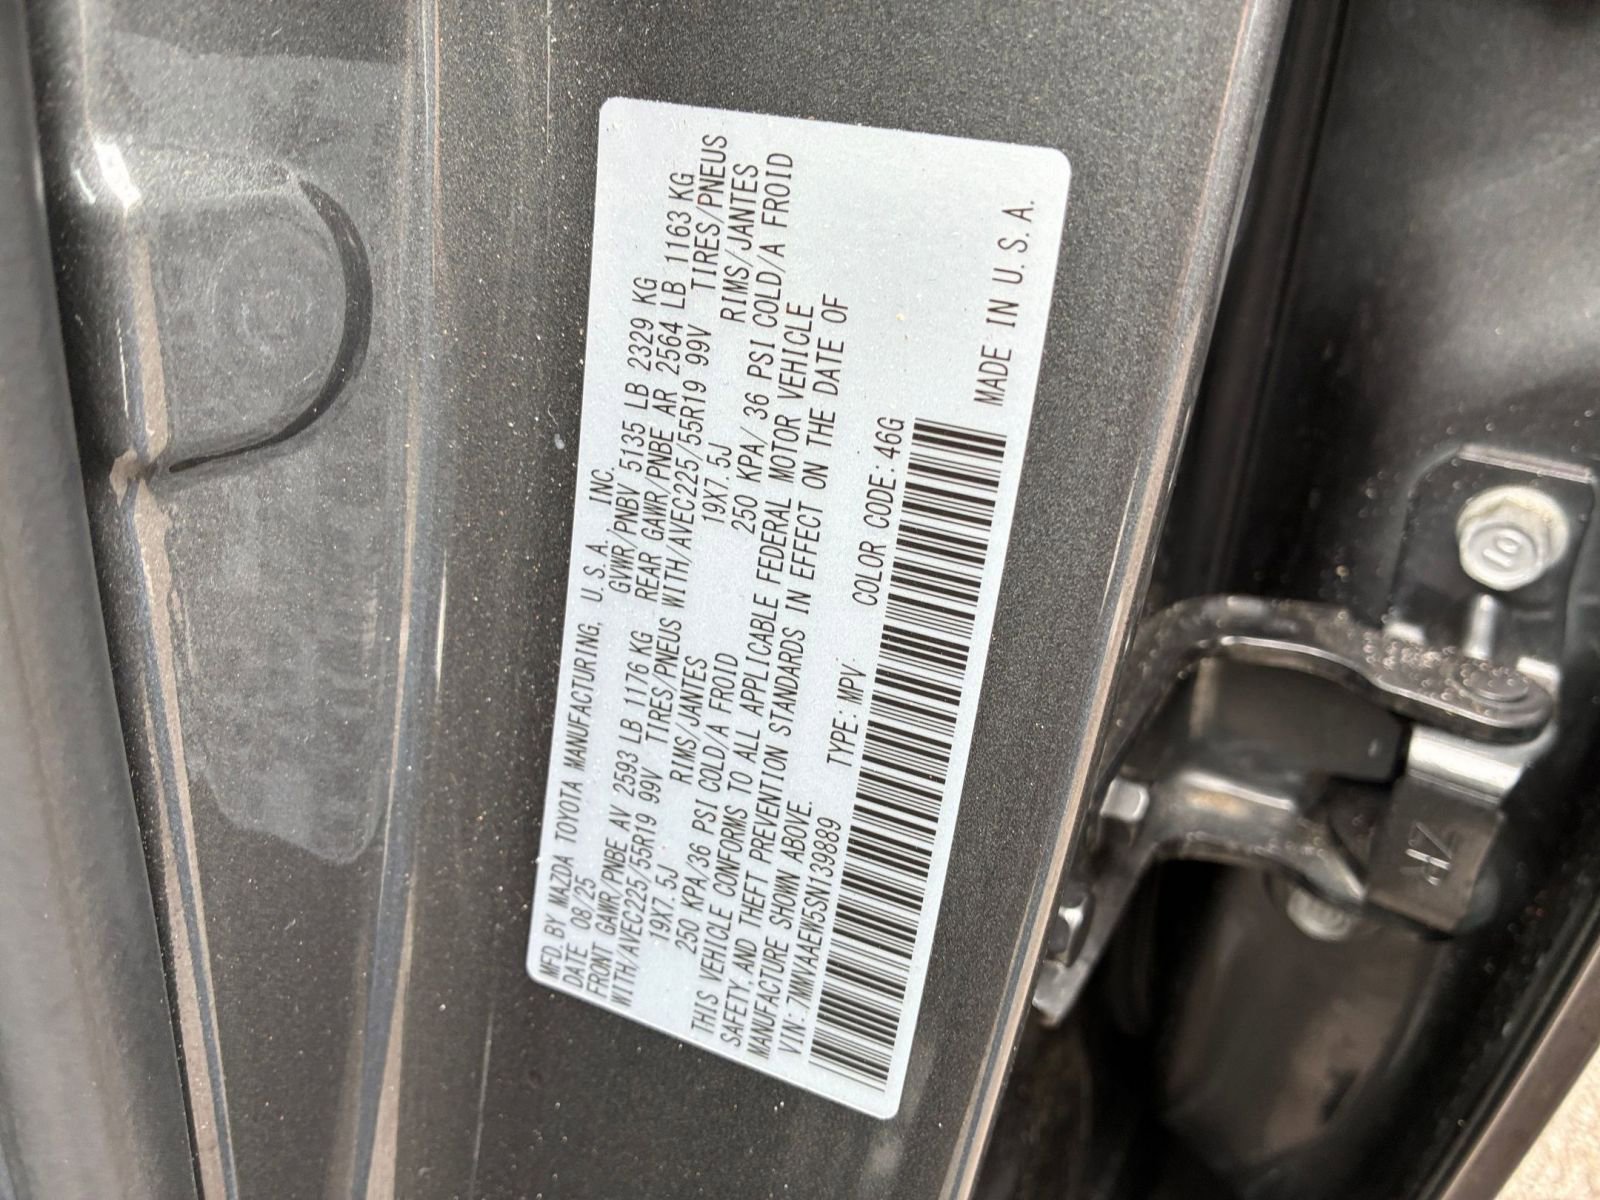 MFD. BY MAZDA TOYOTA MANUFACTURING, U. S. A. , INC.
DATE 08/25 GVWR/PNBV 5135 LB 2329 KG
FRONT GAWR/PNBE AV 2593 LB 1176 KG REAR GAWR/PNBE AR 2564 LB 1163 KG
WITH/AVEC225/55R19 99V TIRES/PNEUS WITH/AVEC225/55R19 99V TIRES/PNEUS
19X7. 5J RIMS/JANTES 19X7. 5J RIMS/JANTES
250 KPA/36 PSI COLD/A FROID 250 KPA/ 36 PSI COLD/A FROID
THIS VEHICLE CONFORMS TO ALL APPLICABLE FEDERAL MOTOR VEHICLE
SAFETY, AND THEFT PREVENTION STANDARDS IN EFFECT ON THE DATE OF
MANUFACTURE SHOWN ABOVE.
VIN: 7MMVAAEW5SN139889 TYPE: MPV COLOR CODE: 46G
MADE IN U. S. A.